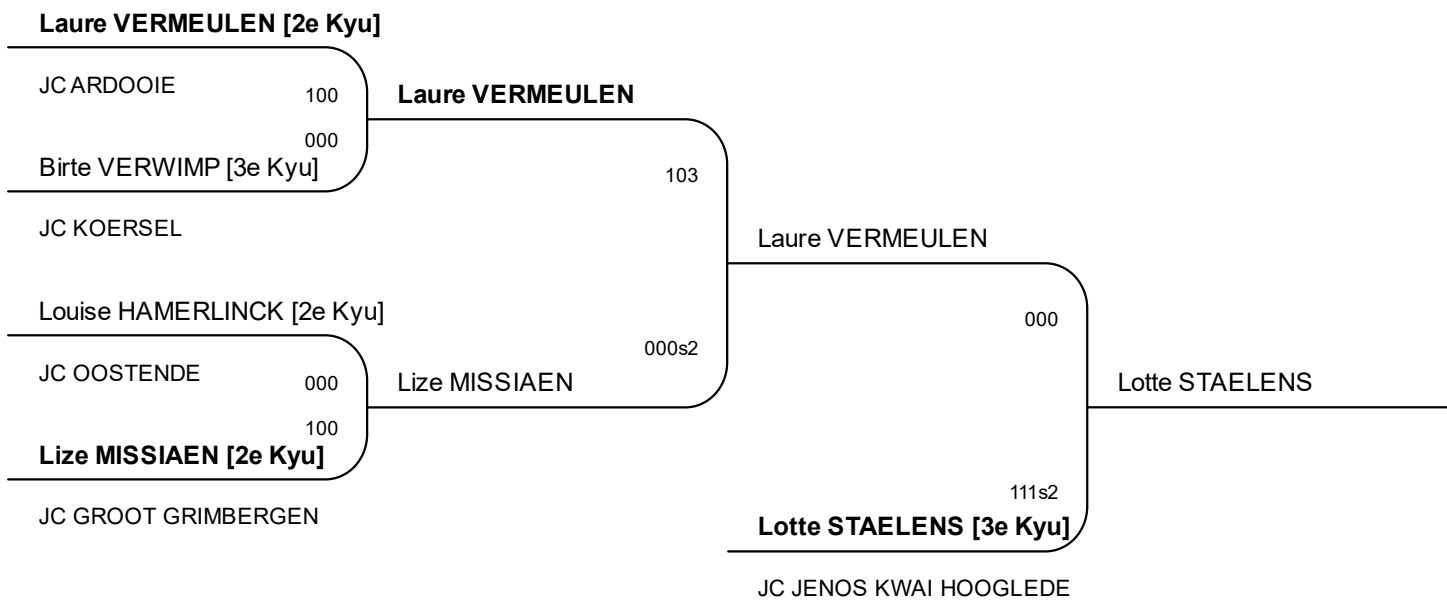 Laure VERMEULEN [2e Kyu]
JC ARDOOIE
100
Laure VERMEULEN
000
Birte VERWIMP [3e Kyu]
103
JC KOERSEL
Laure VERMEULEN
Louise HAMERLINCK [2e Kyu]
000
000s2
JC OOSTENDE
000
Lize MISSIAEN
Lotte STAELENS
100
Lize MISSIAEN [2e Kyu]
111s2
JC GROOT GRIMBERGEN
Lotte STAELENS [3e Kyu]
JC JENOS KWAI HOOGLEDE